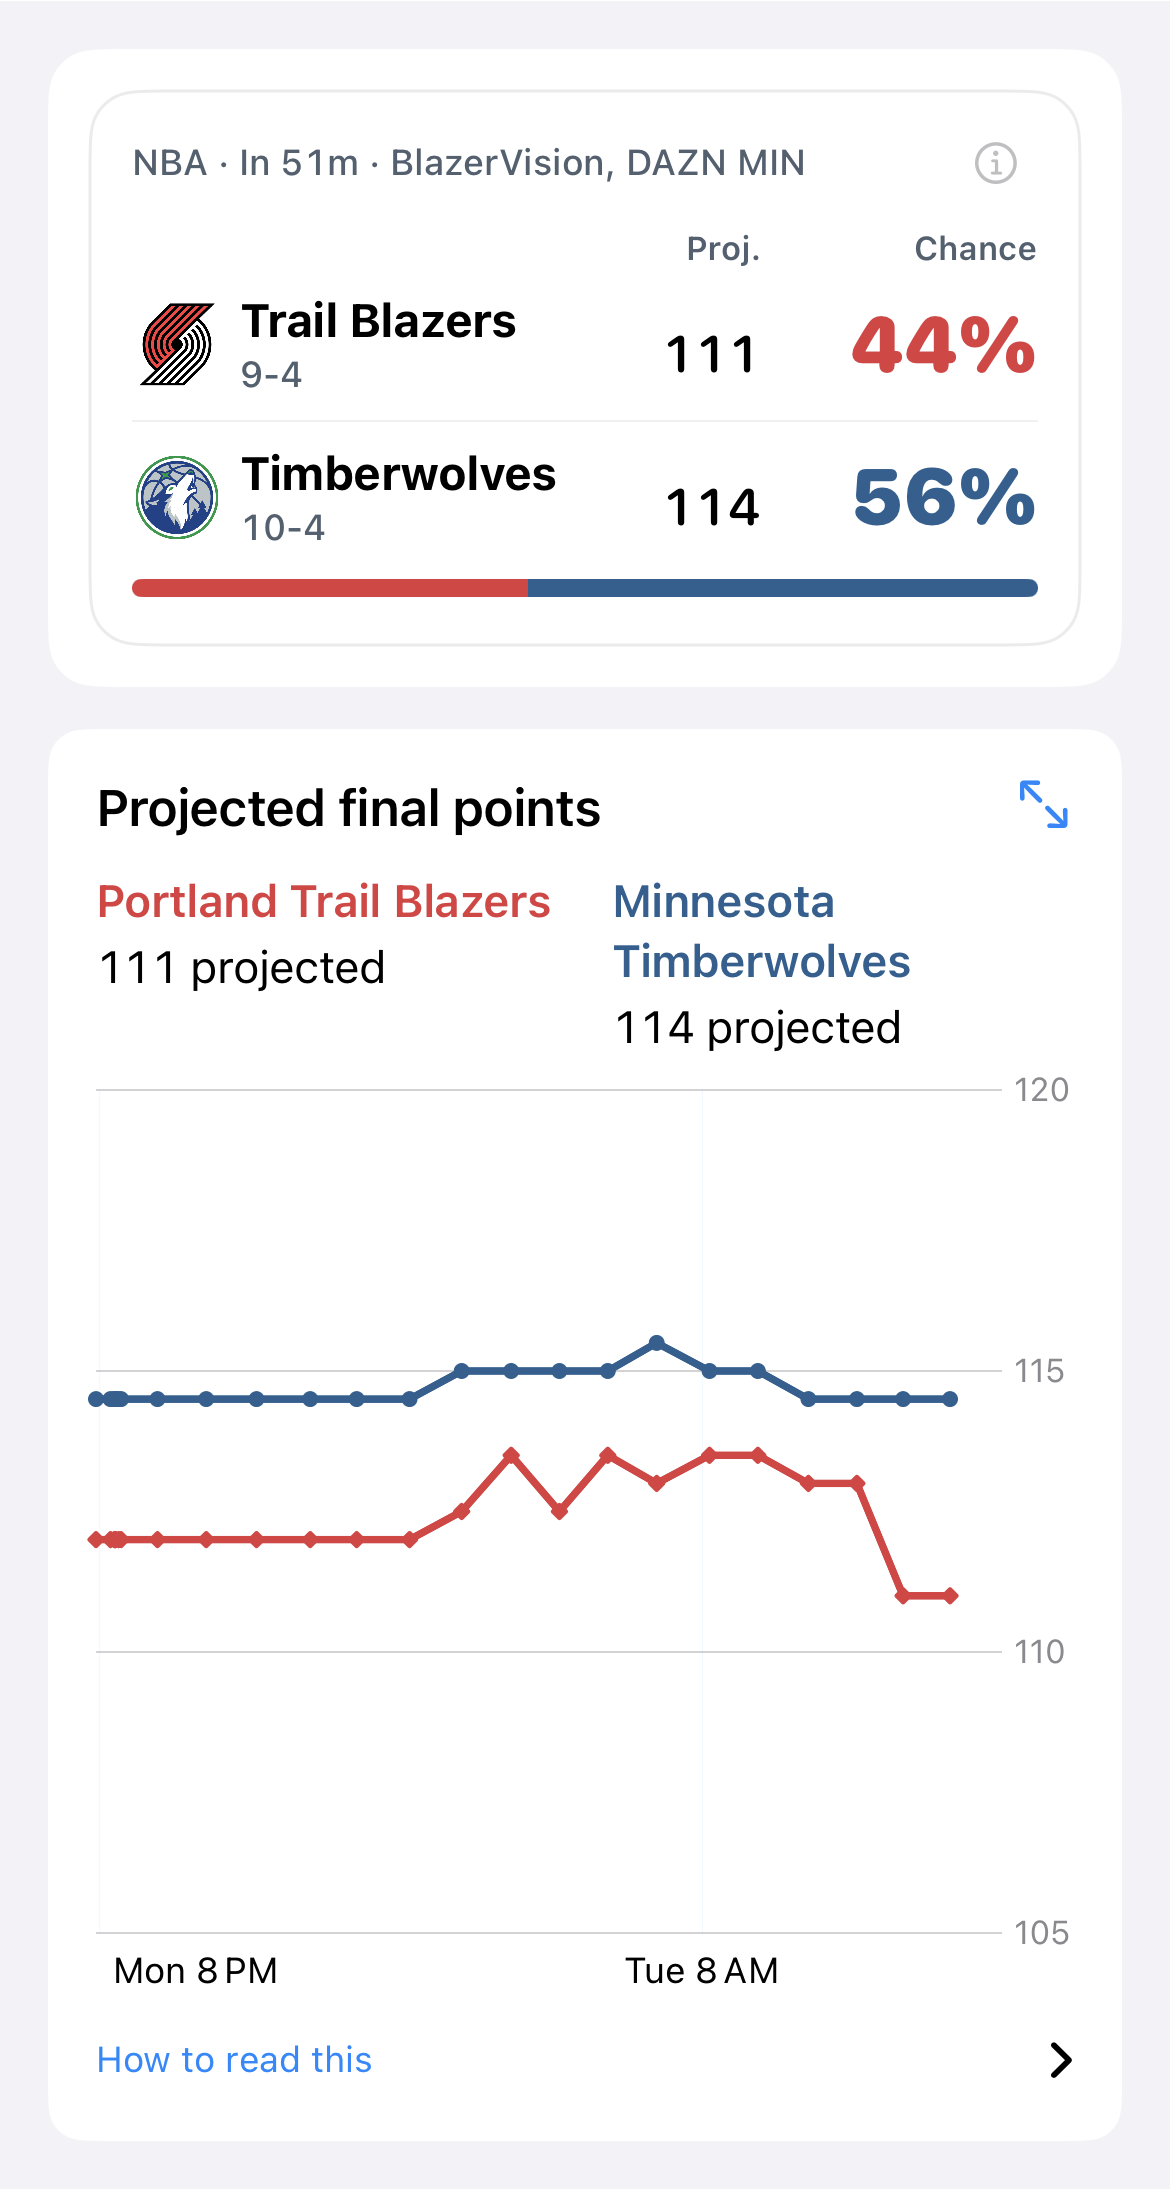 NBA · In 51m · BlazerVision, DAZN MIN
Proj. Chance
Trail Blazers
9-4
111 44%
Timberwolves
10-4
114 56%
Projected final points
Portland Trail Blazers
111 projected
Minnesota
Timberwolves
114 projected
120
115
110
105
Mon 8 PM Tue 8 AM
How to read this